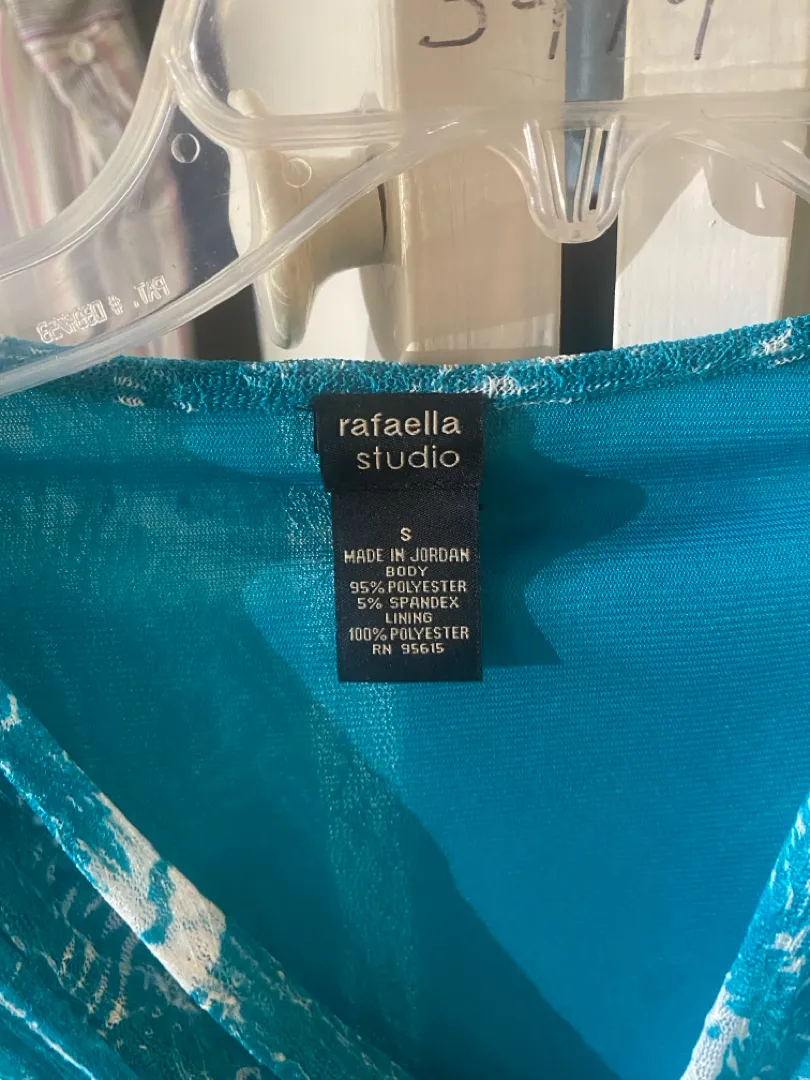 rafaella
studio
S
MADE IN JORDAN
BODY
95% POLYESTER
5% SPANDEX
LINING
100% POLYESTER
RN 95615